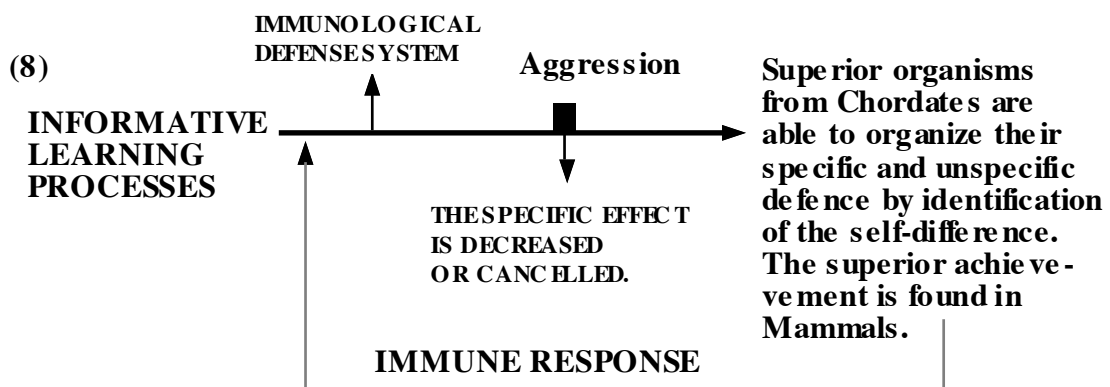 (8)
INFORMATIVE
LEARNING
PROCESSES
IMMUNOLOGICAL
DEFENSE SYSTEM
Aggression
THE SPECIFIC EFFECT
IS DECREASED
OR CANCELLED.
Superior organisms
from Chordates are
able to organize their
specific and unspecific
defence by identification
of the self-difference.
The superior achieve-
vement is found in
Mammals.
IMMUNE RESPONSE